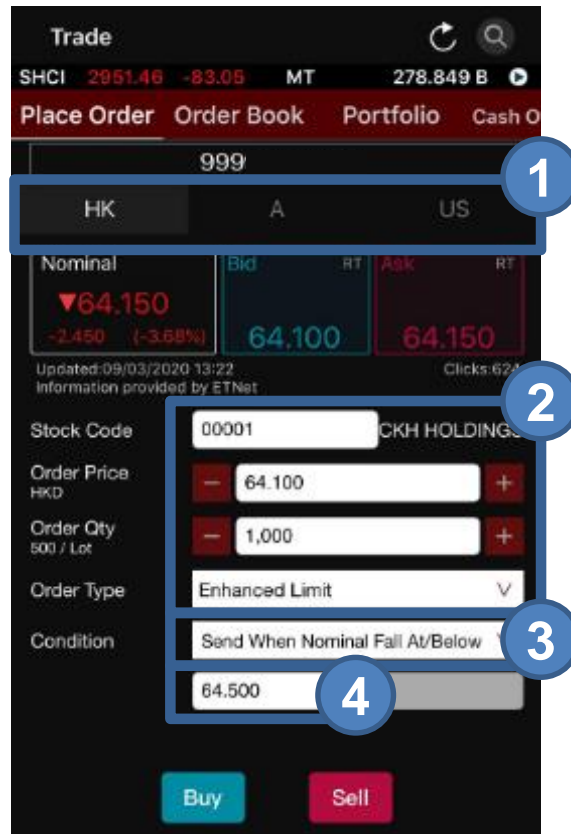 Trade
SHCI 2951.46 -83.05 MT 278.849 B
Place Order Order Book Portfolio Cash O
999
1
HK A US
Nominal Bid RT Ask RT
▼64.150
-2.450 (-3.68%) 64.100 64.150
Updated:09/03/2020 13:22 Clicks:624
Information provided by ETNet
2
Stock Code 00001 CKH HOLDINGS
Order Price − 64.100 +
HKD
Order Qty − 1,000 +
500 / Lot
Order Type Enhanced Limit
Condition Send When Nominal Fall At/Below 3
64.500 4
Buy Sell